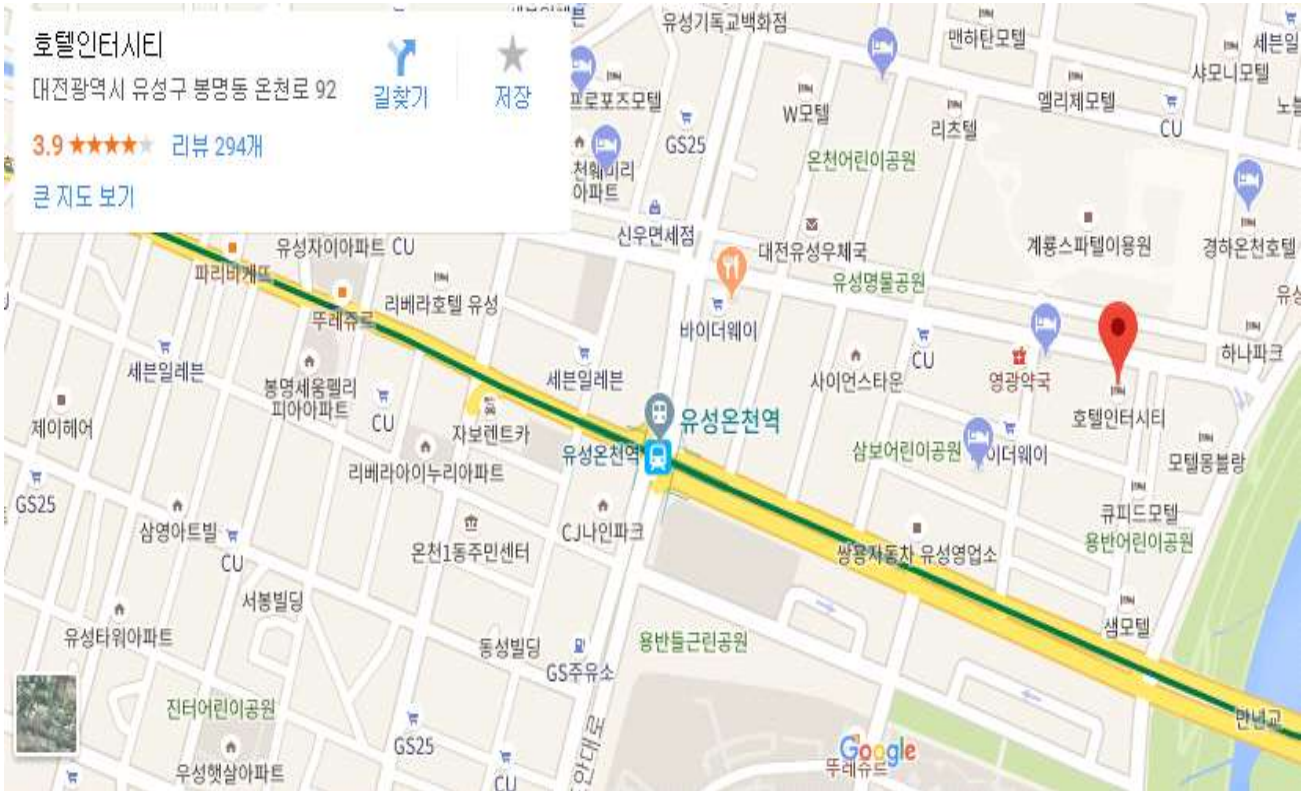 호텔인터시티
대전광역시 유성구 봉명동 온천로 92
3.9
리뷰 294개
큰 지도 보기
길찾기
저장
유성기독교백화점
맨하탄모텔
세븐일
샤모니모텔
프로포즈모텔
W모텔
엘리제모텔
GS25
리츠텔
CU
온천어린이공원
아파트
신우면세점
대전유성우체국
계룡스파텔이용원
경하온천호텔
유성자이아파트 CU
파리바게뜨
리베라호텔 유성
유성명물공원
뚜레쥬르
바이더웨이
CU
하나파크
세븐일레븐
세븐일레븐
사이언스타운
영광약국
봉명세움펠리
피아아파트
CU
제이헤어
자보렌트카
유성온천역
유성온천역
호텔인터시티
삼보어린이공원
이더웨이
모텔몽블랑
리베라아이누리아파트
GS25
큐피드모텔
삼영아트빌
CU
온천1동주민센터
CJ나인파크
쌍용자동차 유성영업소
용반어린이공원
서봉빌딩
유성타워아파트
동성빌딩
용반들근린공원
샘모텔
GS주유소
진터어린이공원
만년교
GS25
우성햇살아파트
CU
안대로
Google